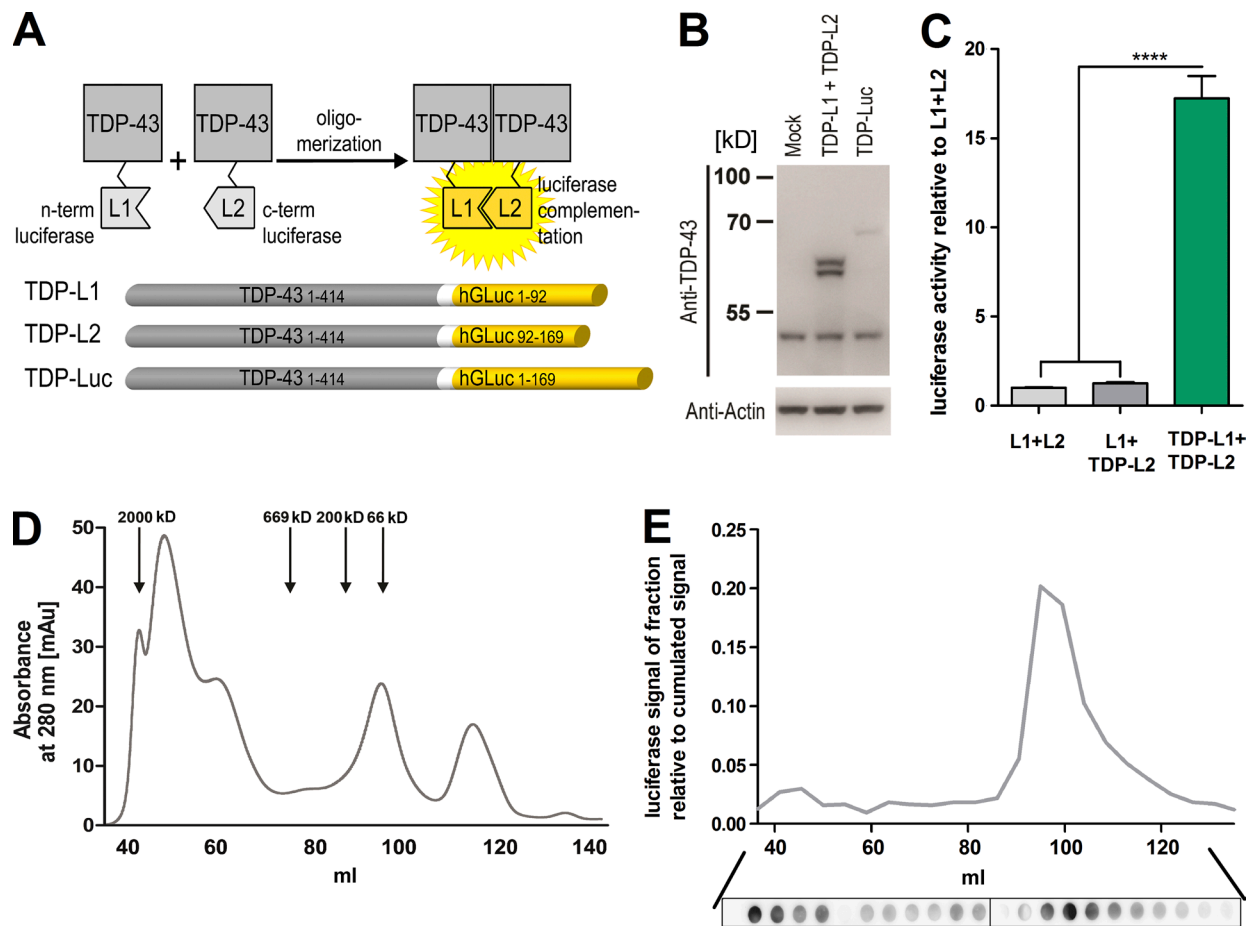 A
TDP-43
+
TDP-43
oligo-
merization
TDP-43
TDP-43
L1
L2
L1
L2
n-term
luciferase
c-term
luciferase
luciferase
complemen-
tation
TDP-L1
TDP-43 1-414
hGLuc 1-92
TDP-L2
TDP-43 1-414
hGLuc 92-169
TDP-Luc
TDP-43 1-414
hGLuc 1-169
B
[kD]
Mock
TDP-L1 + TDP-L2
TDP-Luc
Anti-TDP-43
100
70
55
Anti-Actin
C
luciferase activity relative to L1+L2
20
15
10
5
0
****
L1+L2
L1+
TDP-L2
TDP-L1+
TDP-L2
D
2000 kD
669 kD
200 kD
66 kD
Absorbance
at 280 nm [mAu]
50
40
30
20
10
0
40
60
80
100
120
140
ml
E
luciferase signal of fraction
relative to cumulated signal
0.25
0.20
0.15
0.10
0.05
0.00
40
60
80
100
120
ml